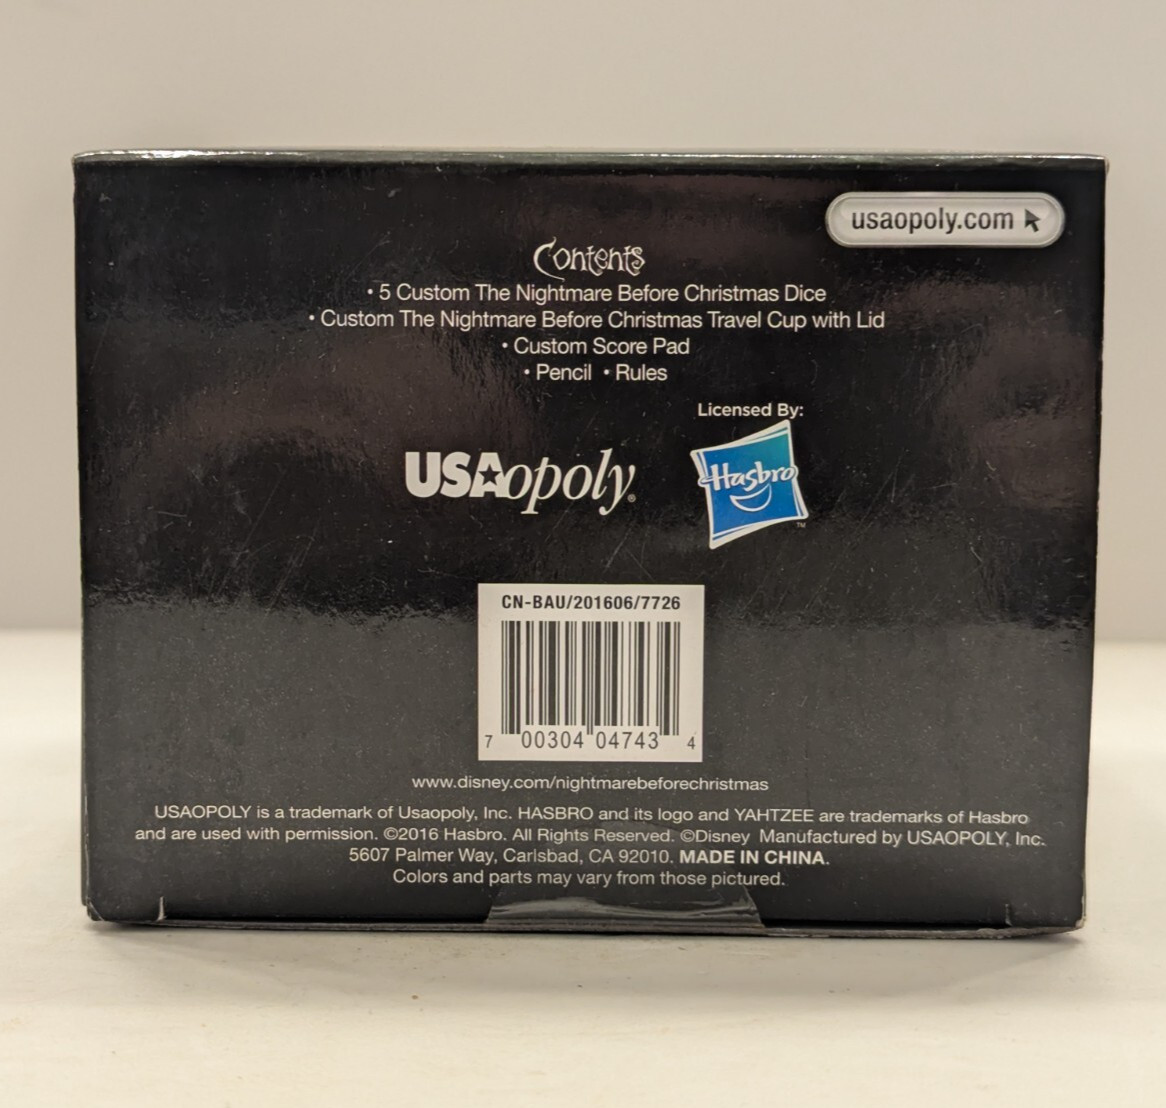 usaopoly.com
Contents
• 5 Custom The Nightmare Before Christmas Dice
• Custom The Nightmare Before Christmas Travel Cup with Lid
• Custom Score Pad
• Pencil • Rules
Licensed By:
USAopoly®
Hasbro
™
CN-BAU/201606/7726
7 00304 04743 4
www.disney.com/nightmarebeforechristmas
USAOPOLY is a trademark of Usaopoly, Inc. HASBRO and its logo and YAHTZEE are trademarks of Hasbro
and are used with permission. ©2016 Hasbro. All Rights Reserved. ©Disney Manufactured by USAOPOLY, Inc.
5607 Palmer Way, Carlsbad, CA 92010. MADE IN CHINA.
Colors and parts may vary from those pictured.